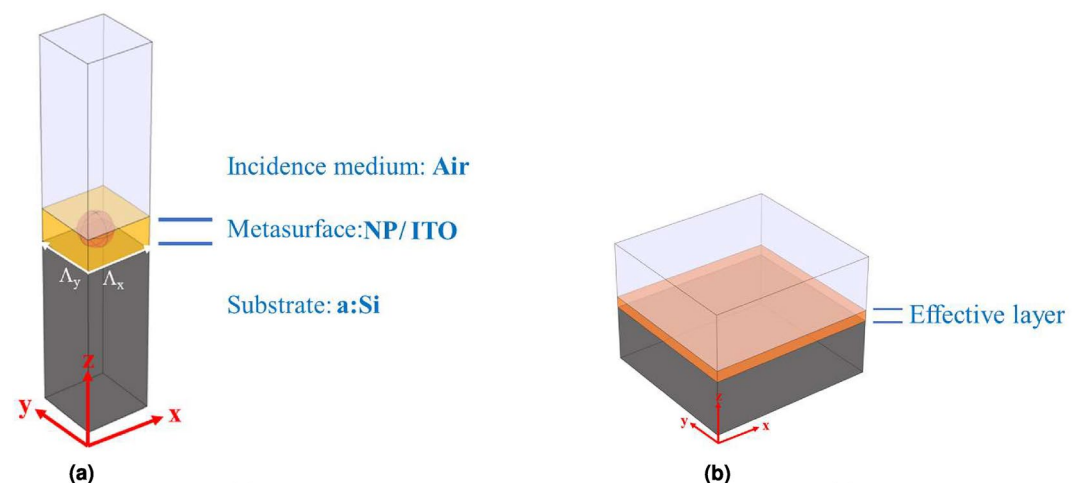 Incidence medium: Air
Metasurface:NP/ ITO
Λy
Λx
Substrate: a:Si
z
y
x
(a)
Effective layer
z
y
x
(b)